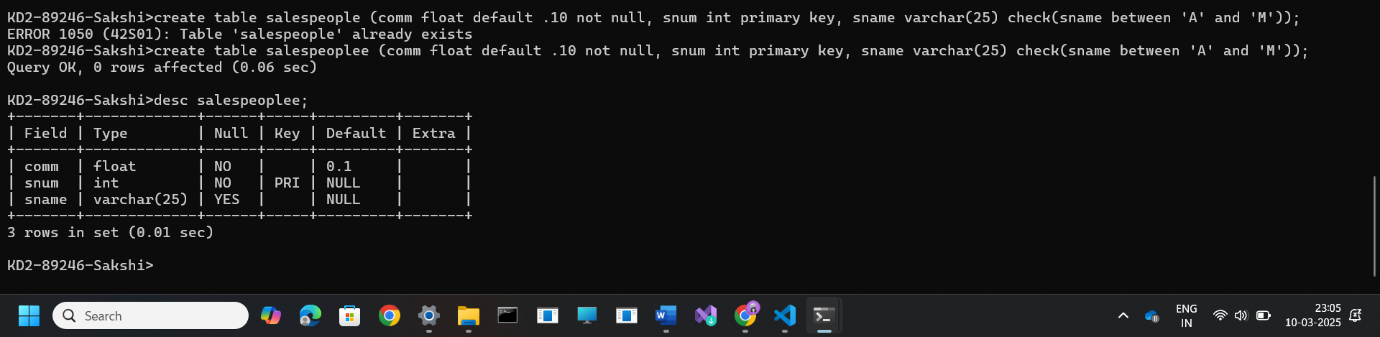 KD2-89246-Sakshi>create table salespeople (comm float default .10 not null, snum int primary key, sname varchar(25) check(sname between 'A' and 'M'));
ERROR 1050 (42S01): Table 'salespeople' already exists
KD2-89246-Sakshi>create table salespeoplee (comm float default .10 not null, snum int primary key, sname varchar(25) check(sname between 'A' and 'M'));
Query OK, 0 rows affected (0.06 sec)
KD2-89246-Sakshi>desc salespeoplee;
+-------+-------------+------+-----+---------+-------+
| Field | Type        | Null | Key | Default | Extra |
+-------+-------------+------+-----+---------+-------+
| comm  | float       | NO   |     | 0.1     |       |
| snum  | int         | NO   | PRI | NULL    |       |
| sname | varchar(25) | YES  |     | NULL    |       |
+-------+-------------+------+-----+---------+-------+
3 rows in set (0.01 sec)
KD2-89246-Sakshi>
Search
ENG
IN
23:05
10-03-2025